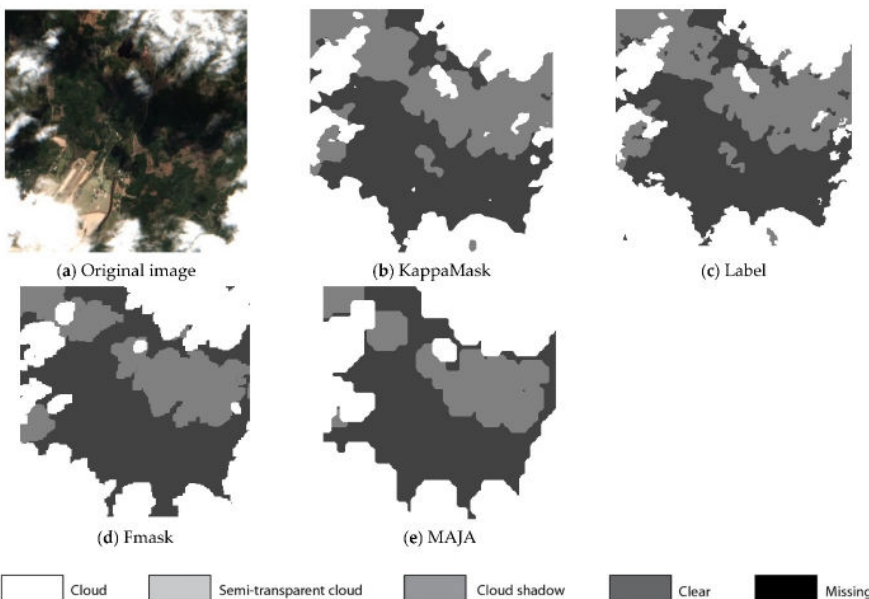 (a) Original image
(b) KappaMask
(c) Label
(d) Fmask
(e) MAJA
Cloud
Semi-transparent cloud
Cloud shadow
Clear
Missing